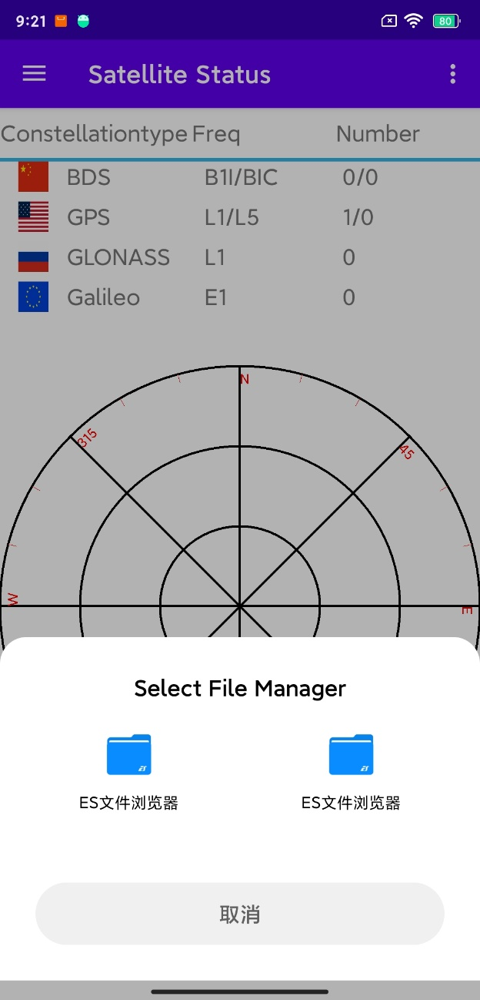 9:21
80
Satellite Status
Constellationtype Freq Number
BDS B1I/BIC 0/0
GPS L1/L5 1/0
GLONASS L1 0
Galileo E1 0
N
315
45
W
E
Select File Manager
ES文件浏览器 ES文件浏览器
取消